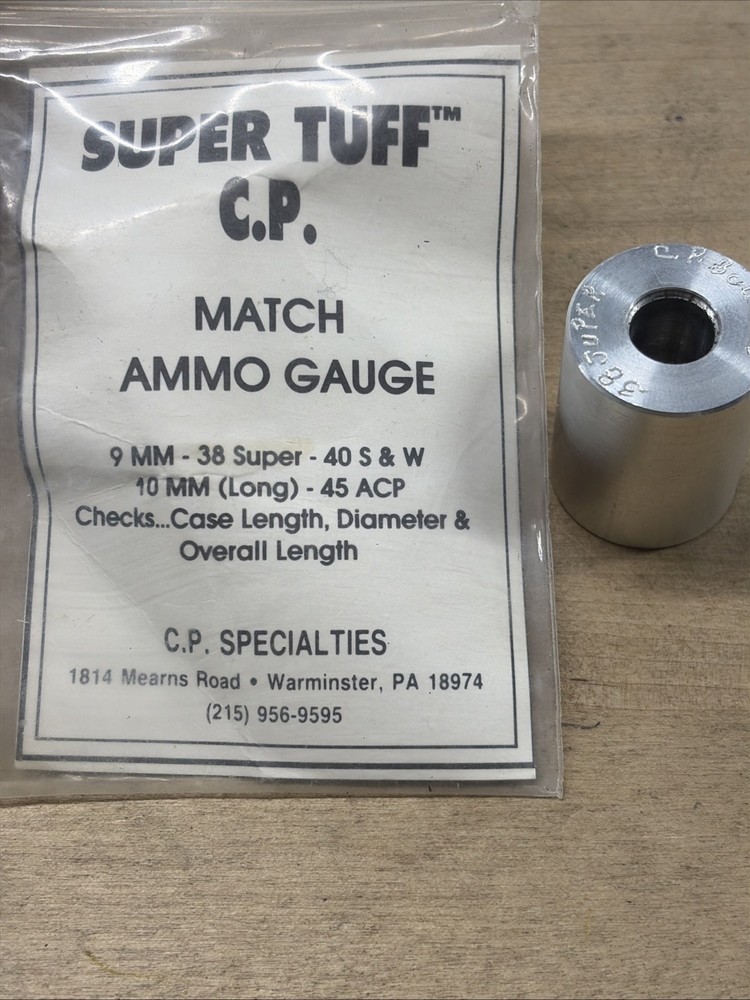 SUPER TUFF™
C.P.
MATCH
AMMO GAUGE
9 MM - 38 Super - 40 S & W
10 MM (Long) - 45 ACP
Checks...Case Length, Diameter &
Overall Length
C.P. SPECIALTIES
1814 Mearns Road • Warminster, PA 18974
(215) 956-9595
38 SUPER